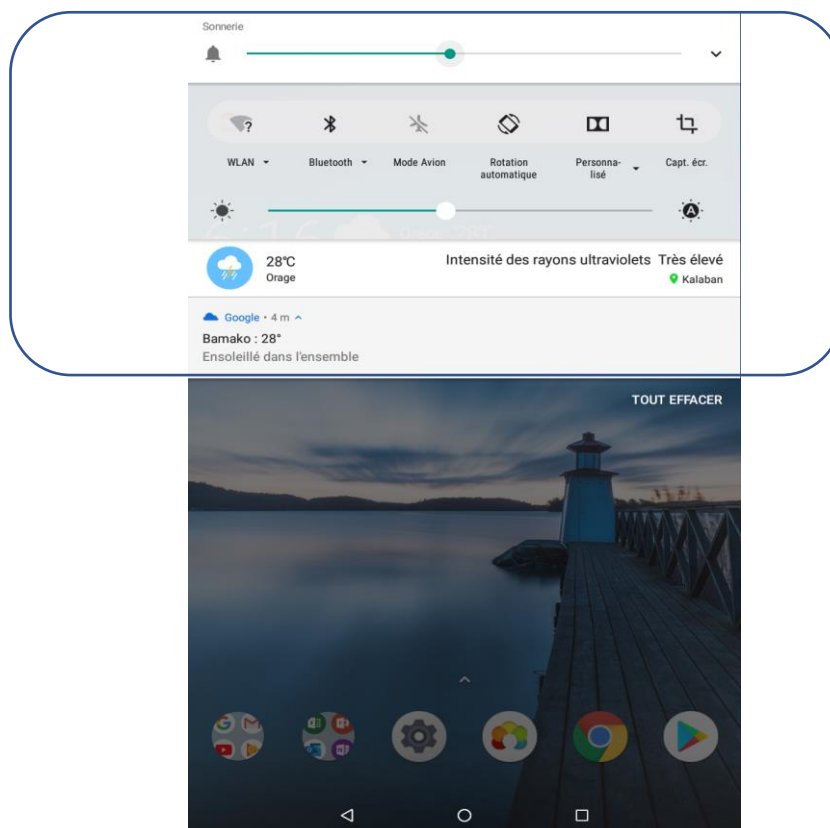 Sonnerie
?
WLAN Bluetooth Mode Avion Rotation automatique Personna-lisé Capt. écr.
A
28°C Intensité des rayons ultraviolets Très élevé
Orage Kalaban
Google • 4 m
Bamako : 28°
Ensoleillé dans l'ensemble
TOUT EFFACER